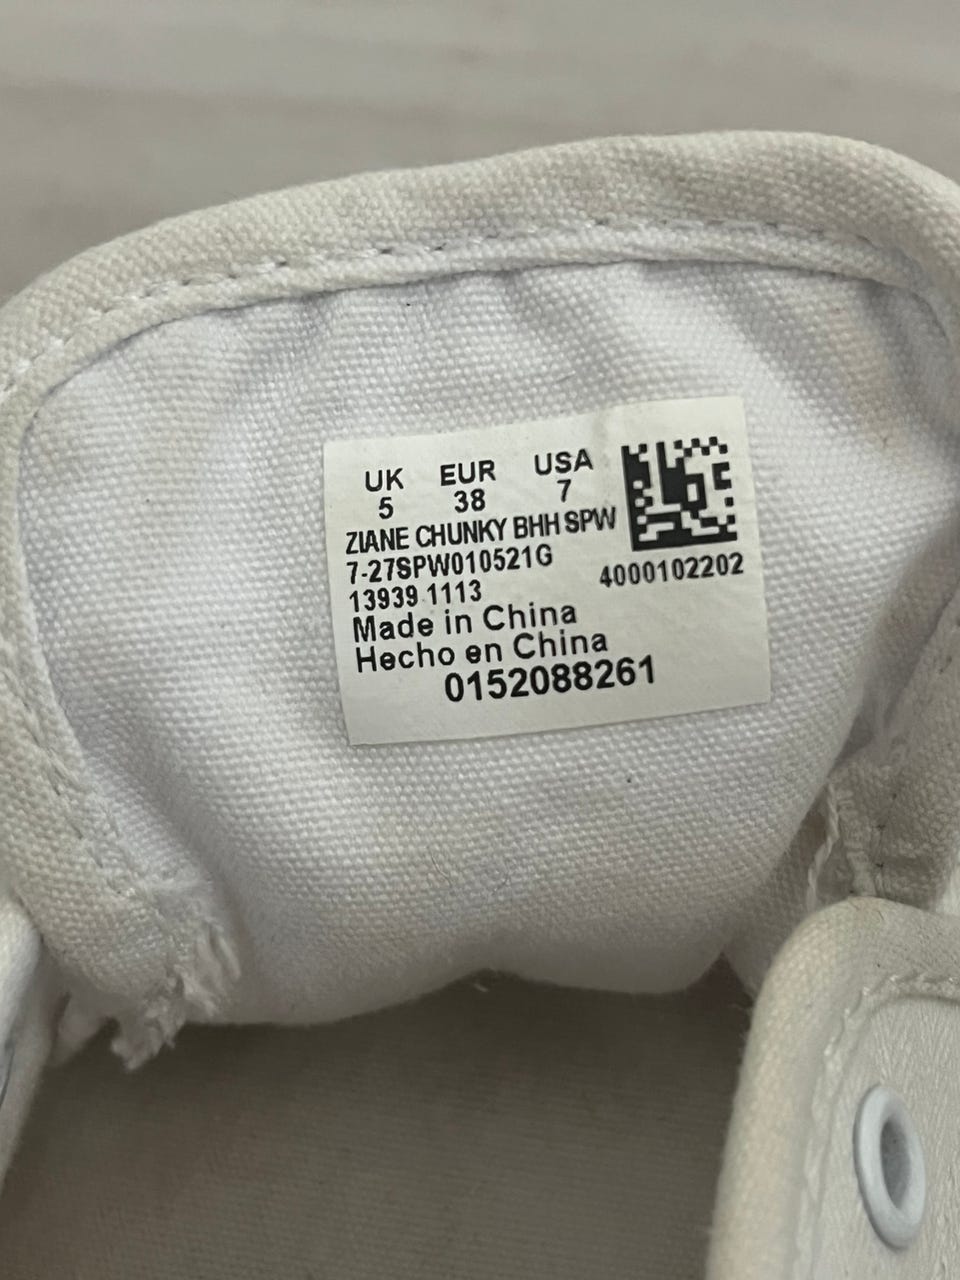 UK EUR USA
5 38 7
ZIANE CHUNKY BHH SPW
7-27SPW010521G
13939 1113
4000102202
Made in China
Hecho en China
0152088261